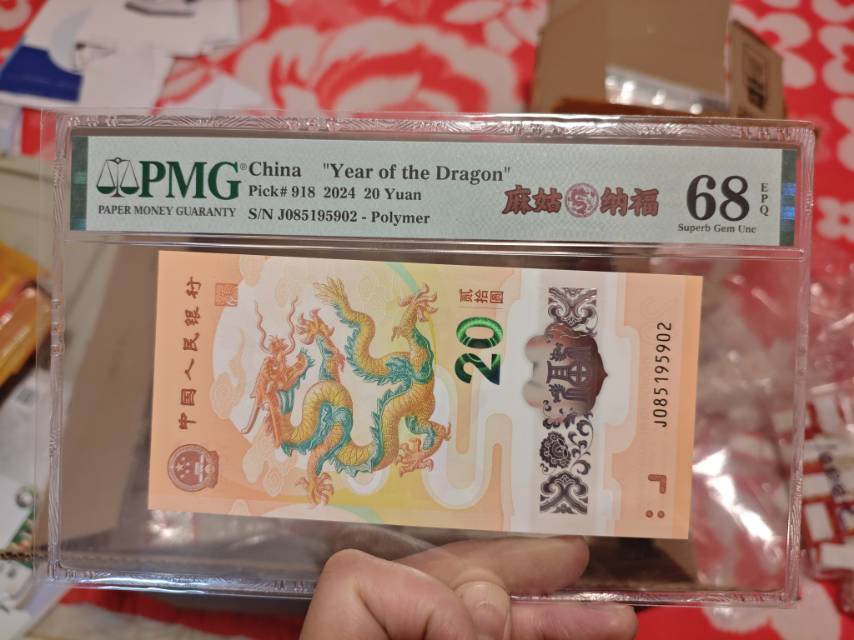 PMG®
PAPER MONEY GUARANTY
China "Year of the Dragon"
Pick# 918 2024 20 Yuan
S/N J085195902 - Polymer
麻姑 纳福
68
EPQ
Superb Gem Unc
中國人民银行
贰拾圆
20
J085195902